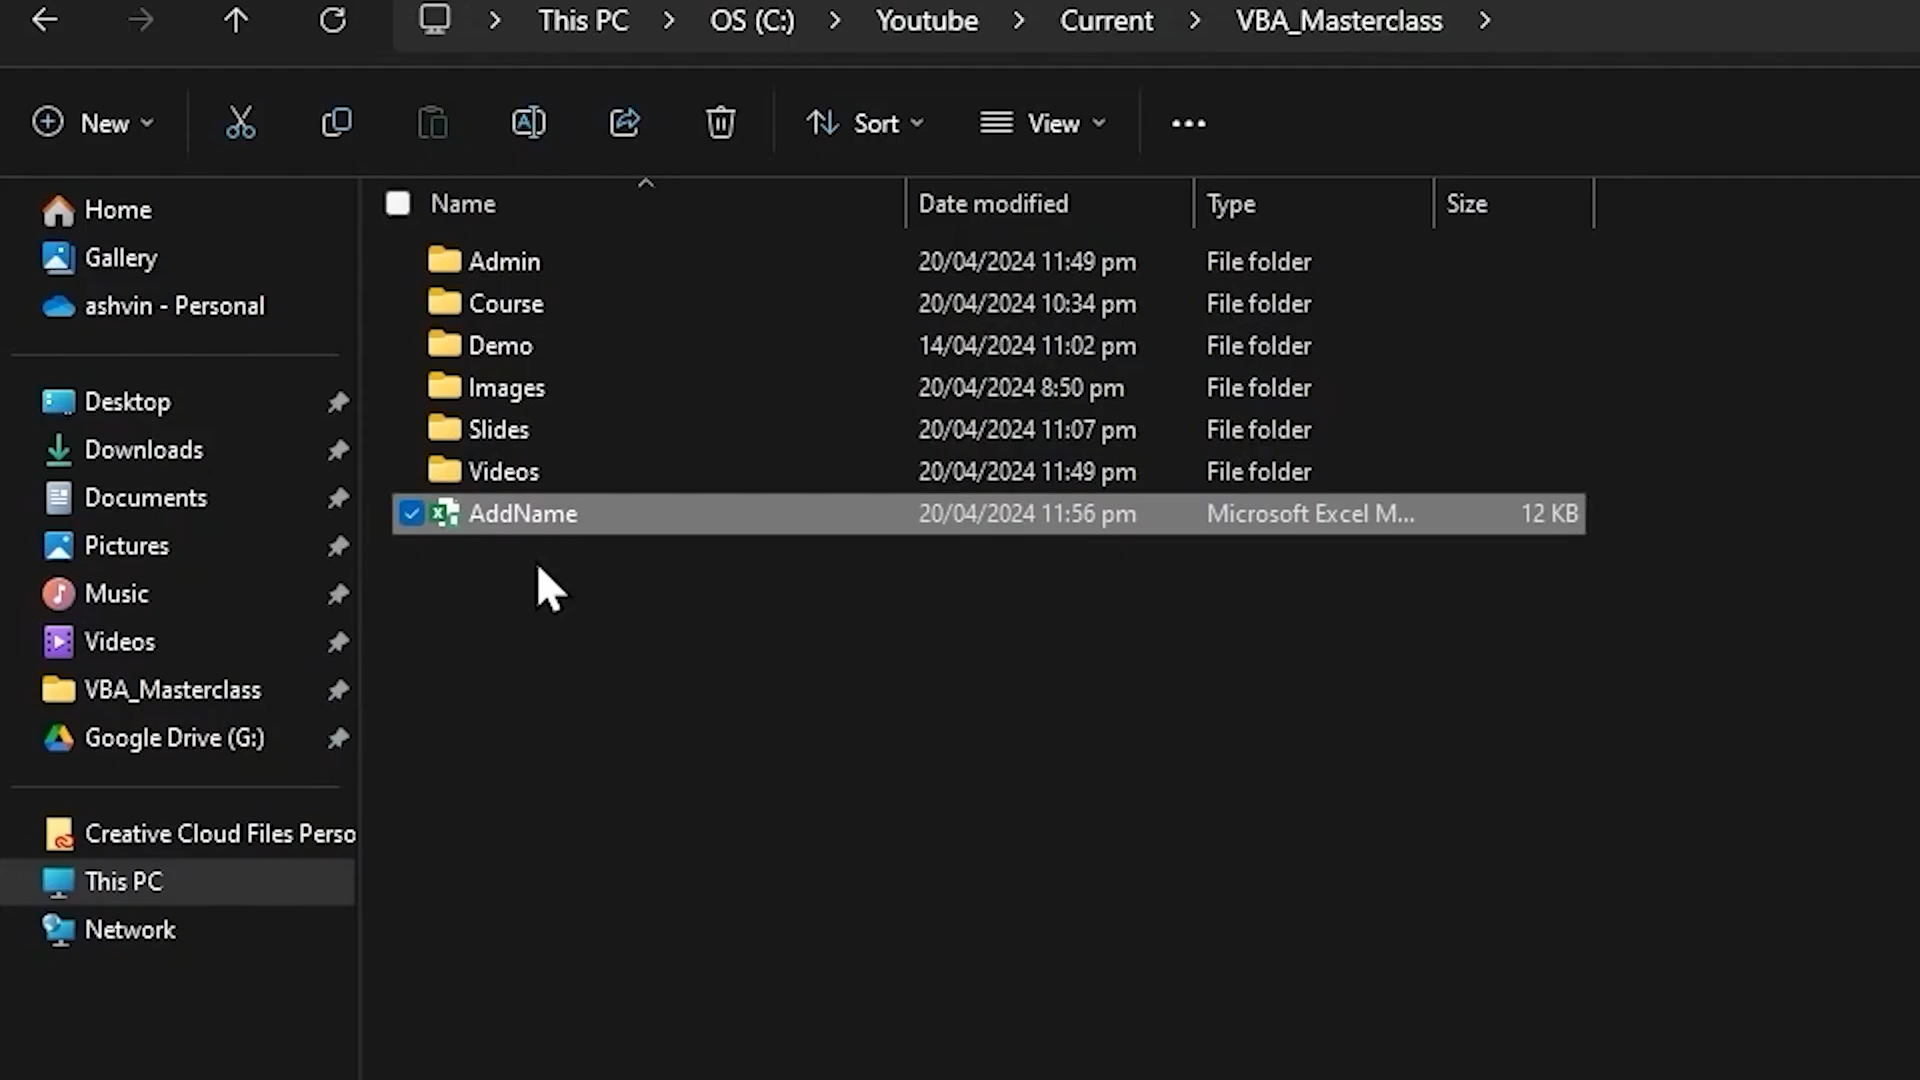 This PC > OS (C:) > Youtube > Current > VBA_Masterclass >
New Sort View
Home
Gallery
ashvin - Personal
Desktop
Downloads
Documents
Pictures
Music
Videos
VBA_Masterclass
Google Drive (G:)
Creative Cloud Files Perso
This PC
Network
Name Date modified Type Size
Admin 20/04/2024 11:49 pm File folder
Course 20/04/2024 10:34 pm File folder
Demo 14/04/2024 11:02 pm File folder
Images 20/04/2024 8:50 pm File folder
Slides 20/04/2024 11:07 pm File folder
Videos 20/04/2024 11:49 pm File folder
AddName 20/04/2024 11:56 pm Microsoft Excel M... 12 KB